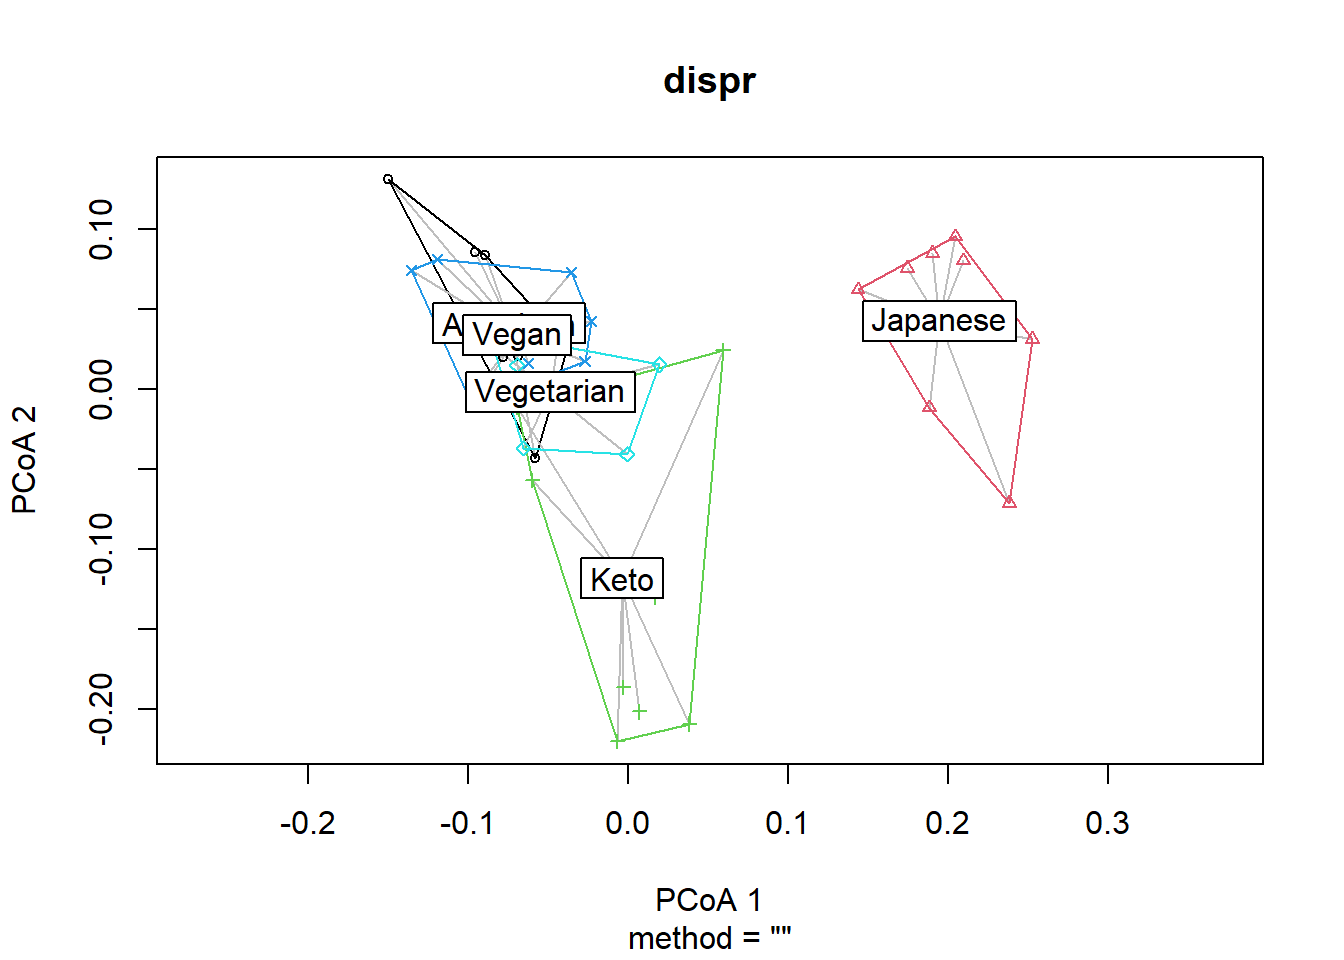 dispr
PCoA 2
0.10
0.00
-0.10
-0.20
Vegan
Vegetarian
Japanese
Keto
-0.2
-0.1
0.0
0.1
0.2
0.3
PCoA 1
method = ""